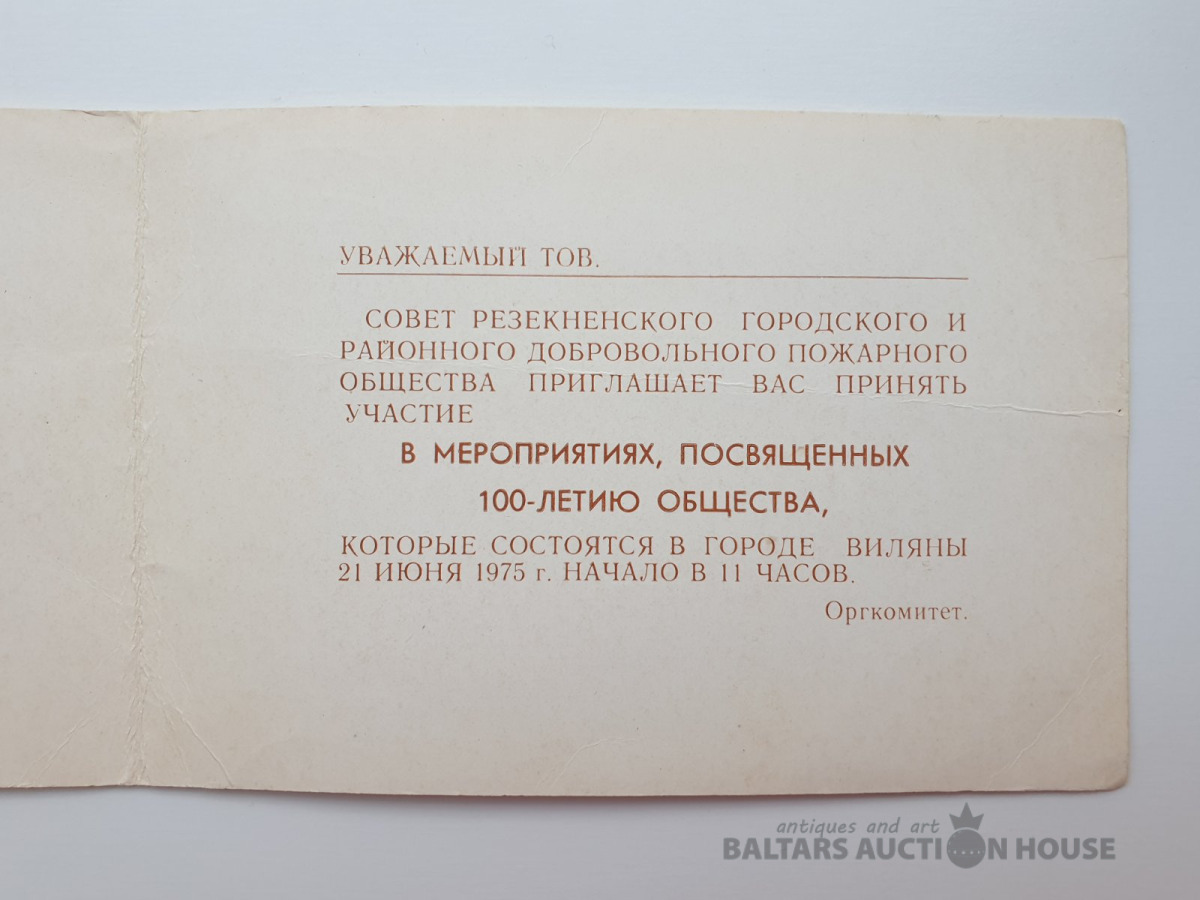 УВАЖАЕМЫЙ ТОВ.
СОВЕТ РЕЗЕКНЕНСКОГО ГОРОДСКОГО И
РАЙОННОГО ДОБРОВОЛЬНОГО ПОЖАРНОГО
ОБЩЕСТВА ПРИГЛАШАЕТ ВАС ПРИНЯТЬ
УЧАСТИЕ
В МЕРОПРИЯТИЯХ, ПОСВЯЩЕННЫХ
100-ЛЕТИЮ ОБЩЕСТВА,
КОТОРЫЕ СОСТОЯТСЯ В ГОРОДЕ ВИЛЯНЫ
21 ИЮНЯ 1975 г. НАЧАЛО В 11 ЧАСОВ.
Оргкомитет.
antiques and art
BALTARS AUCTION HOUSE